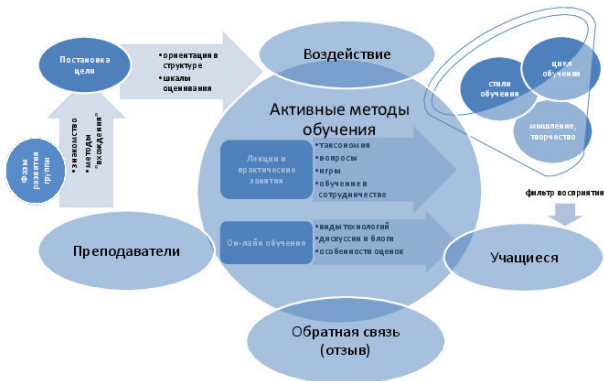 Постановка
цели
•ориентация в
структуре
•шкалы
оценивания
Воздействие
стили
обучения
цикл
обучения
мышление,
творчество
Фазы
развития
группы
•знакомство
•методы
"вхождения"
Активные методы
обучения
Лекции и
практические
занятия
•таксономия
•вопросы
•игры
•обучение в
сотрудничестве
Он-лайн обучение
•виды технологий
•дискуссии и блоги
•особенности оценок
фильтр восприятия
Преподаватели
Учащиеся
Обратная связь
(отзыв)